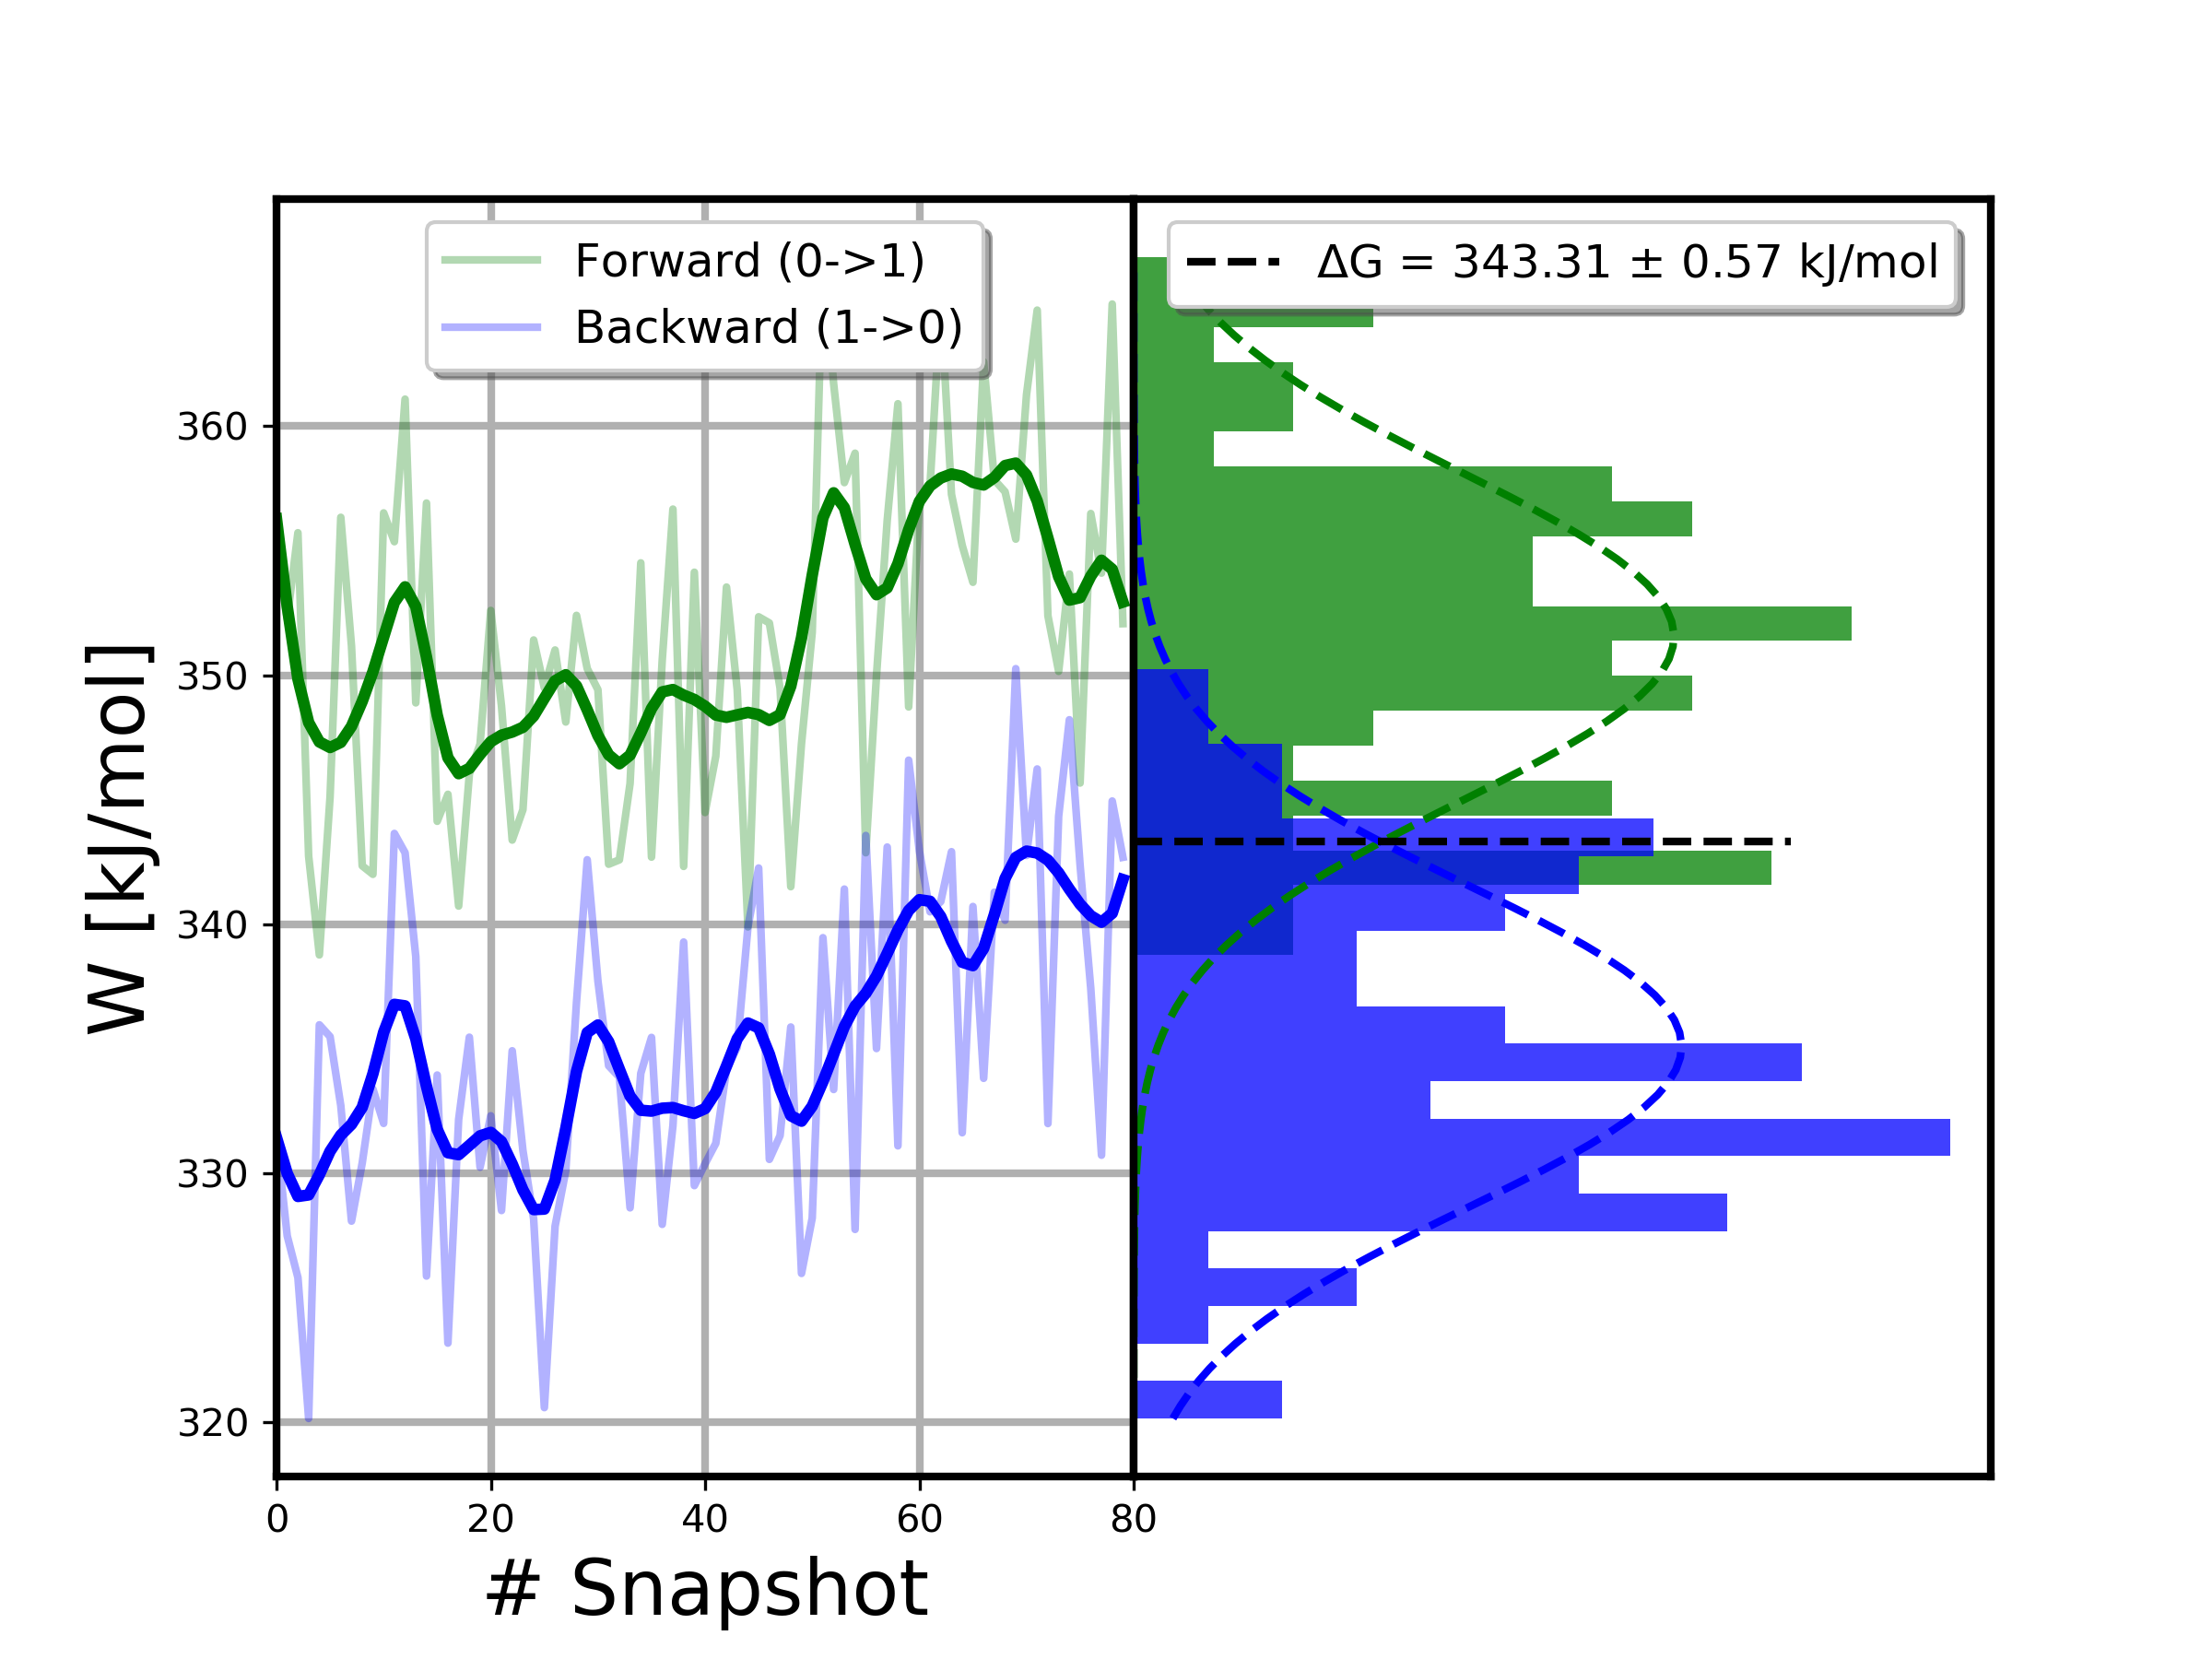 Forward (0->1)
Backward (1->0)
ΔG = 343.31 ± 0.57 kJ/mol
W [kJ/mol]
360
350
340
330
320
0 20 40 60 80
# Snapshot